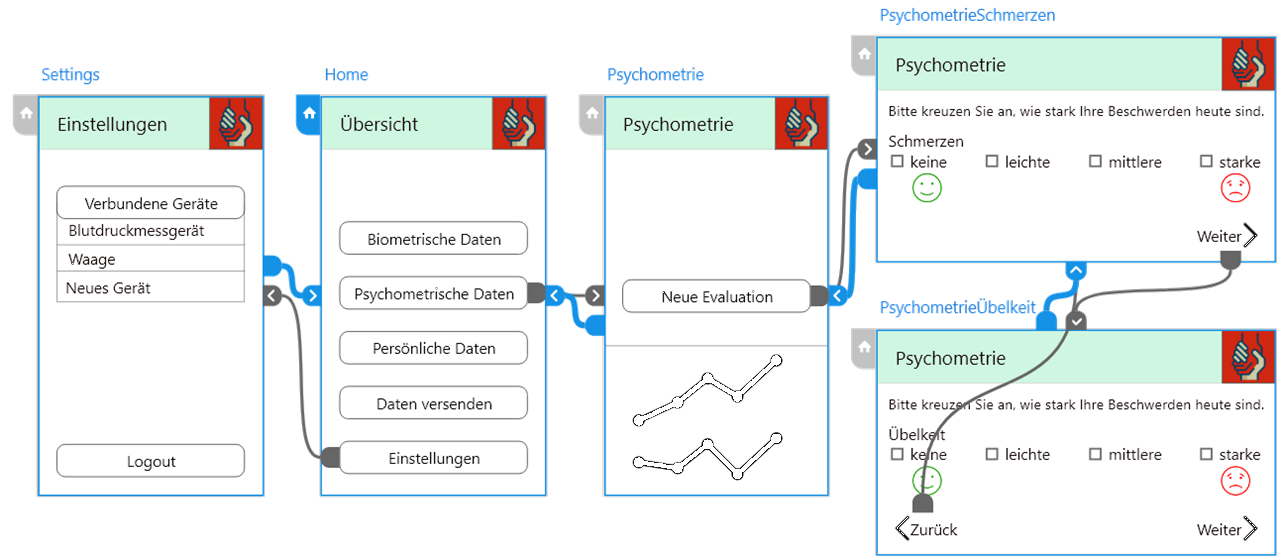 Settings
Einstellungen
Verbundene Geräte
Blutdruckmessgerät
Waage
Neues Gerät
Logout
Home
Übersicht
Biometrische Daten
Psychometrische Daten
Persönliche Daten
Daten versenden
Einstellungen
Psychometrie
Psychometrie
Neue Evaluation
PsychometrieSchmerzen
Psychometrie
Bitte kreuzen Sie an, wie stark Ihre Beschwerden heute sind.
Schmerzen
keine leichte mittlere starke
Weiter
PsychometrieÜbelkeit
Psychometrie
Bitte kreuzen Sie an, wie stark Ihre Beschwerden heute sind.
Übelkeit
keine leichte mittlere starke
Zurück Weiter